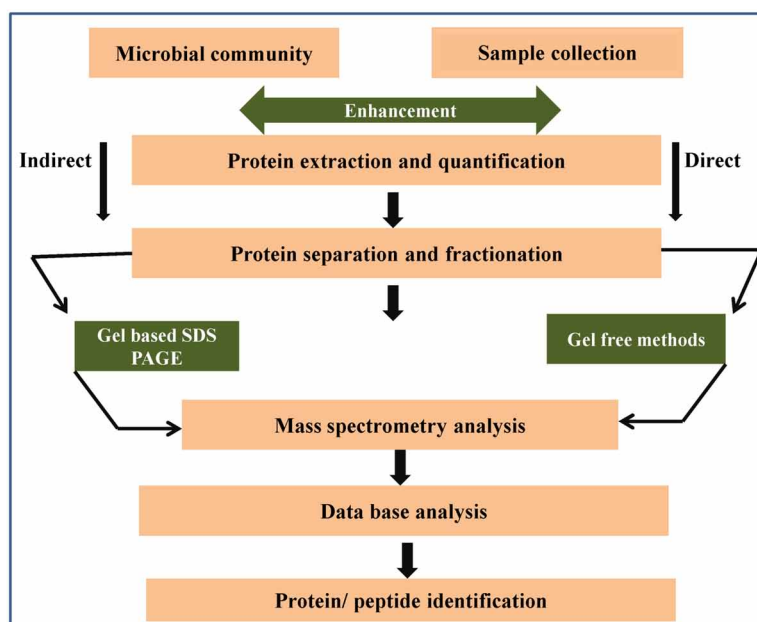 Microbial community
Sample collection
Enhancement
Indirect
Protein extraction and quantification
Direct
Protein separation and fractionation
Gel based SDS
PAGE
Gel free methods
Mass spectrometry analysis
Data base analysis
Protein/ peptide identification